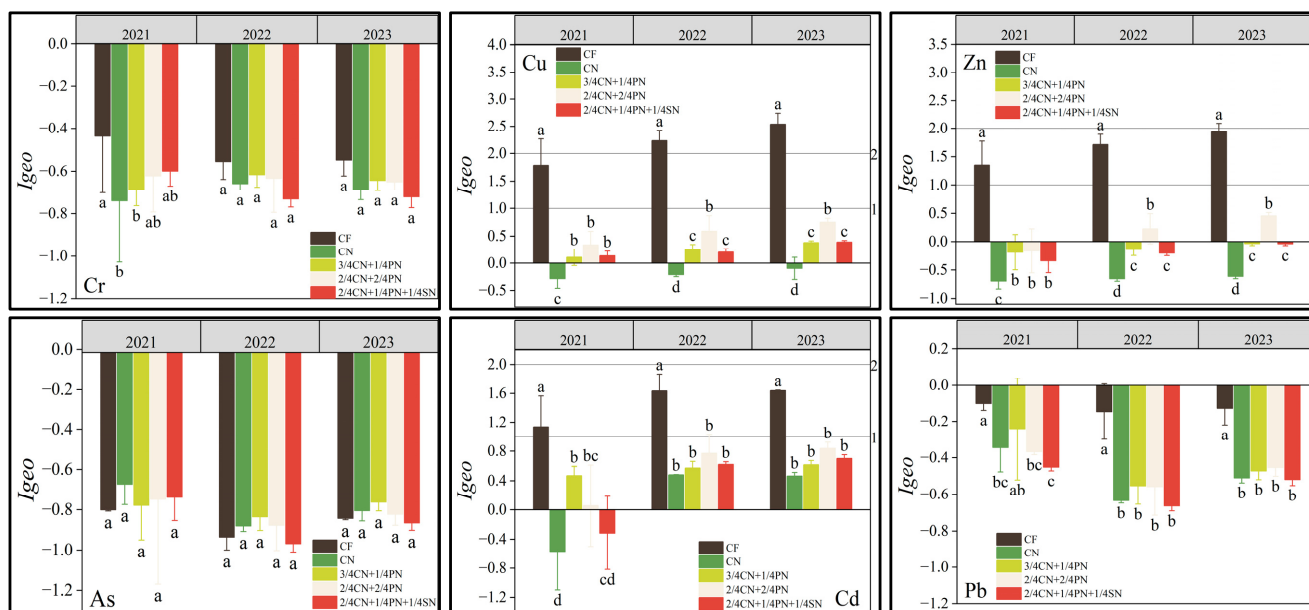 2021 2022 2023
0.0
−0.2
−0.4
−0.6
−0.8
−1.0
−1.2
Igeo
a b b ab ab
a a a a a
a a a a a
CF
CN
3/4CN+1/4PN
2/4CN+2/4PN
2/4CN+1/4PN+1/4SN
Cr
2021 2022 2023
4.0
3.5
3.0
2.5
2.0
1.5
1.0
0.5
0.0
−0.5
Igeo
Cu
CF
CN
3/4CN+1/4PN
2/4CN+2/4PN
2/4CN+1/4PN+1/4SN
a c b b b
a d c b c
a d c b c
2
1
2021 2022 2023
3.5
3.0
2.5
2.0
1.5
1.0
0.5
0.0
−0.5
−1.0
Igeo
Zn
CF
CN
3/4CN+1/4PN
2/4CN+2/4PN
2/4CN+1/4PN+1/4SN
a c b b b
a d c b c
a d c b c
2
1
2021 2022 2023
0.0
−0.2
−0.4
−0.6
−0.8
−1.0
−1.2
Igeo
a a a a a
a a a a a
a a a a a
CF
CN
3/4CN+1/4PN
2/4CN+2/4PN
2/4CN+1/4PN+1/4SN
As
2021 2022 2023
2.0
1.6
1.2
0.8
0.4
0.0
−0.4
−0.8
−1.2
Igeo
a d b bc cd
a b b b b
a b b b b
2
1
CF
CN
3/4CN+1/4PN
2/4CN+2/4PN
2/4CN+1/4PN+1/4SN
Cd
2021 2022 2023
0.2
0.0
−0.2
−0.4
−0.6
−0.8
−1.0
−1.2
Igeo
a bc ab bc c
a b b b b
a b b b b
CF
CN
3/4CN+1/4PN
2/4CN+2/4PN
2/4CN+1/4PN+1/4SN
Pb